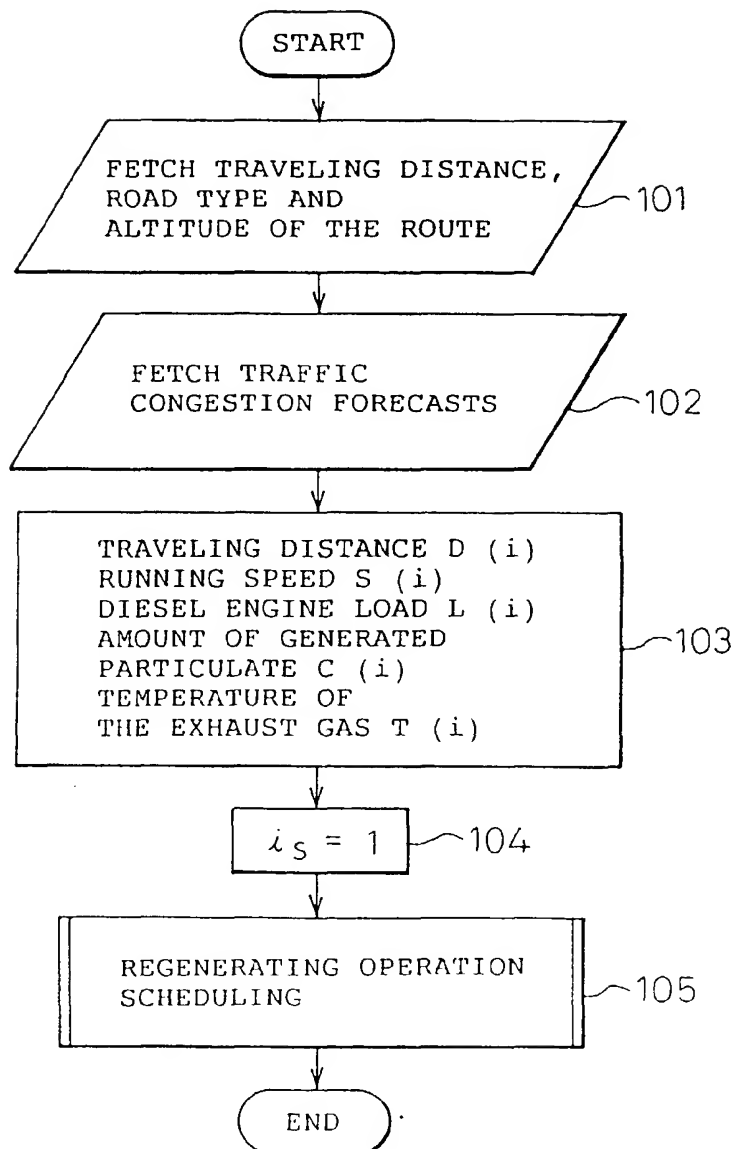 START
FETCH TRAVELING DISTANCE,
ROAD TYPE AND
ALTITUDE OF THE ROUTE
101
FETCH TRAFFIC
CONGESTION FORECASTS
102
TRAVELING DISTANCE D (i)
RUNNING SPEED S (i)
DIESEL ENGINE LOAD L (i)
AMOUNT OF GENERATED
PARTICULATE C (i)
TEMPERATURE OF
THE EXHAUST GAS T (i)
103
i S = 1
104
REGENERATING OPERATION
SCHEDULING
105
END